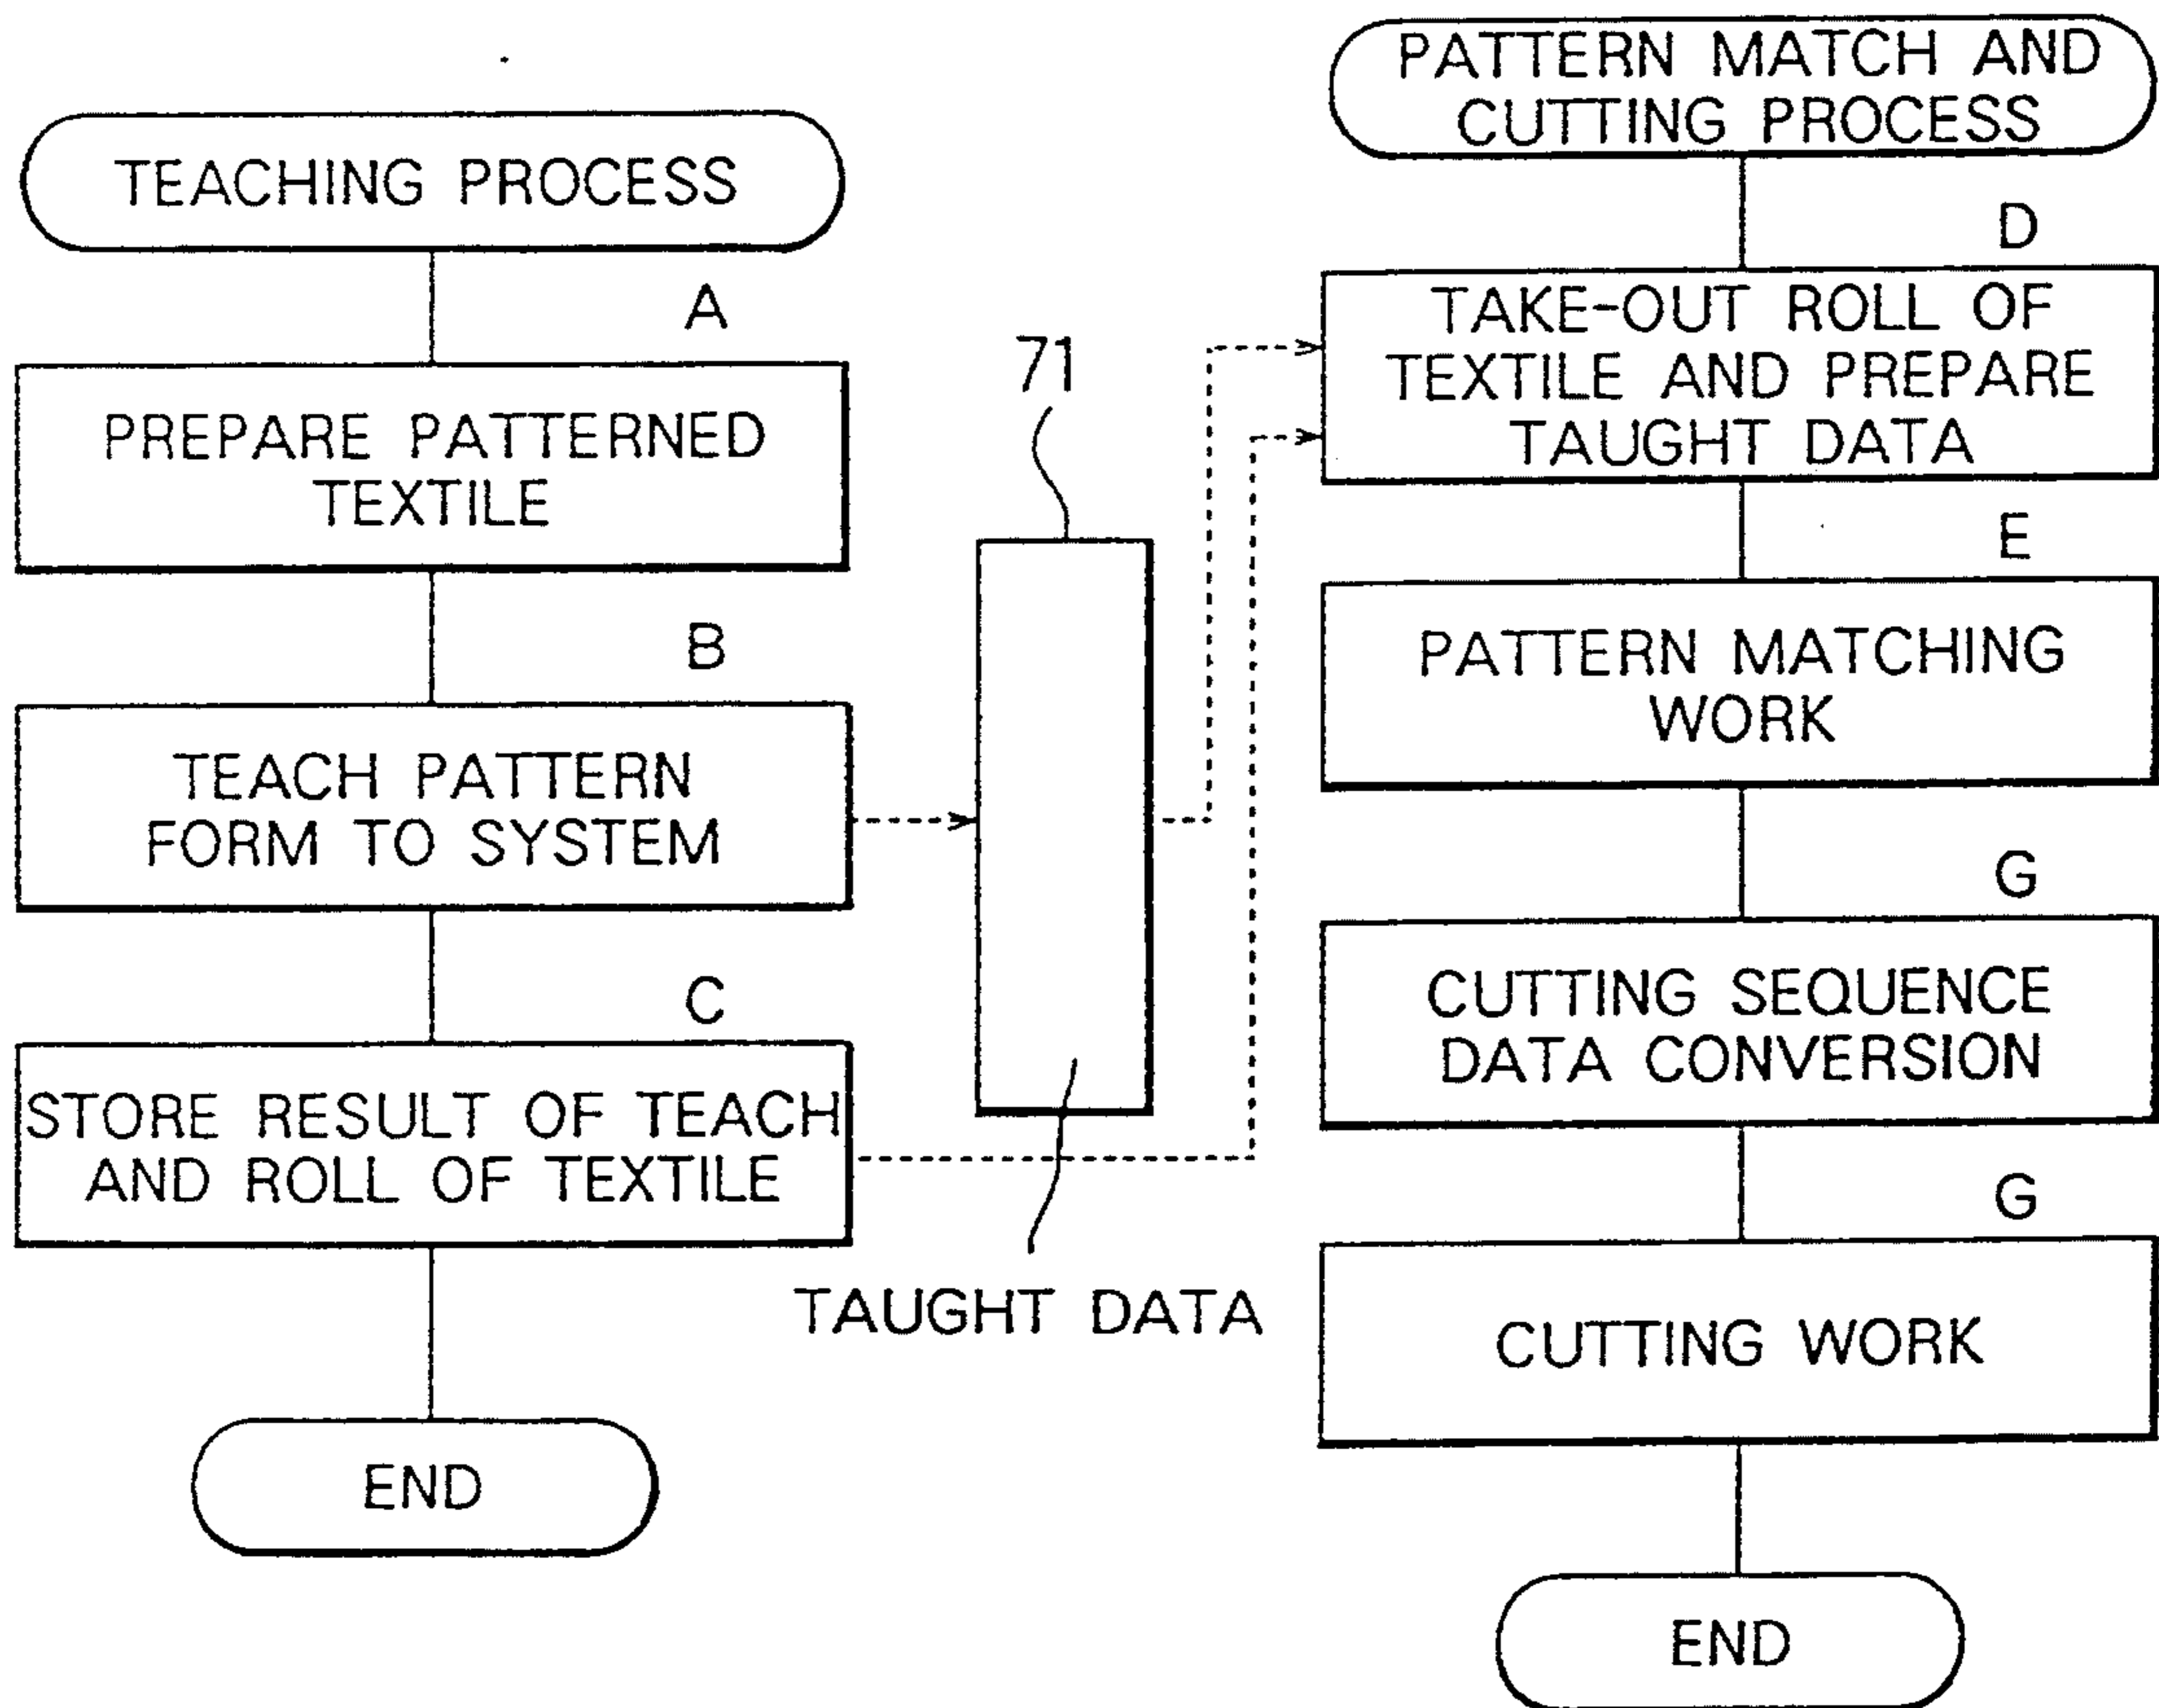 TEACHING PROCESS
A
PREPARE PATTERNED
TEXTILE
B
TEACH PATTERN
FORM TO SYSTEM
C
STORE RESULT OF TEACH
AND ROLL OF TEXTILE
END
71
TAUGHT DATA
PATTERN MATCH AND
CUTTING PROCESS
D
TAKE-OUT ROLL OF
TEXTILE AND PREPARE
TAUGHT DATA
E
PATTERN MATCHING
WORK
G
CUTTING SEQUENCE
DATA CONVERSION
G
CUTTING WORK
END